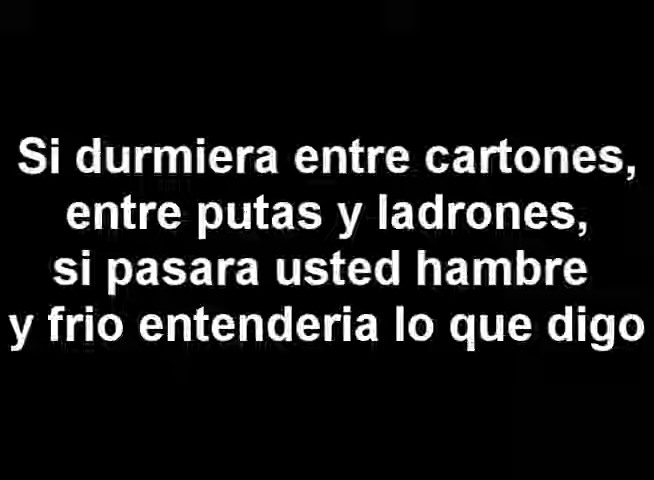 Si durmiera entre cartones,
entre putas y ladrones,
si pasara usted hambre
y frio entenderia lo que digo